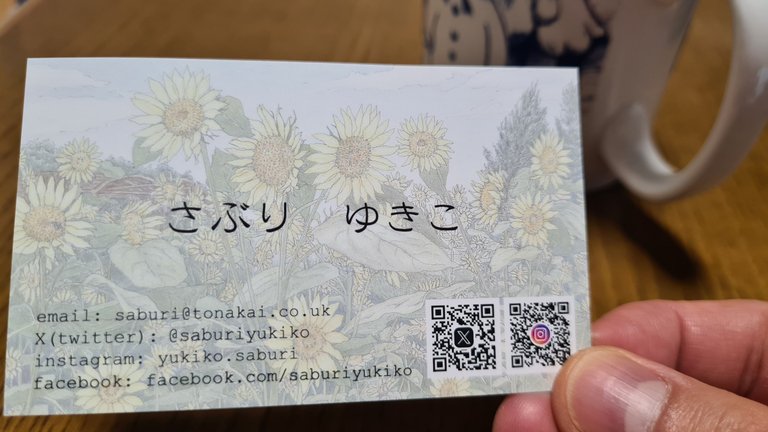 さぶり ゆきこ
email: saburi@tonakai.co.uk
X(twitter): @saburiyukiko
instagram: yukiko.saburi
facebook: facebook.com/saburiyukiko